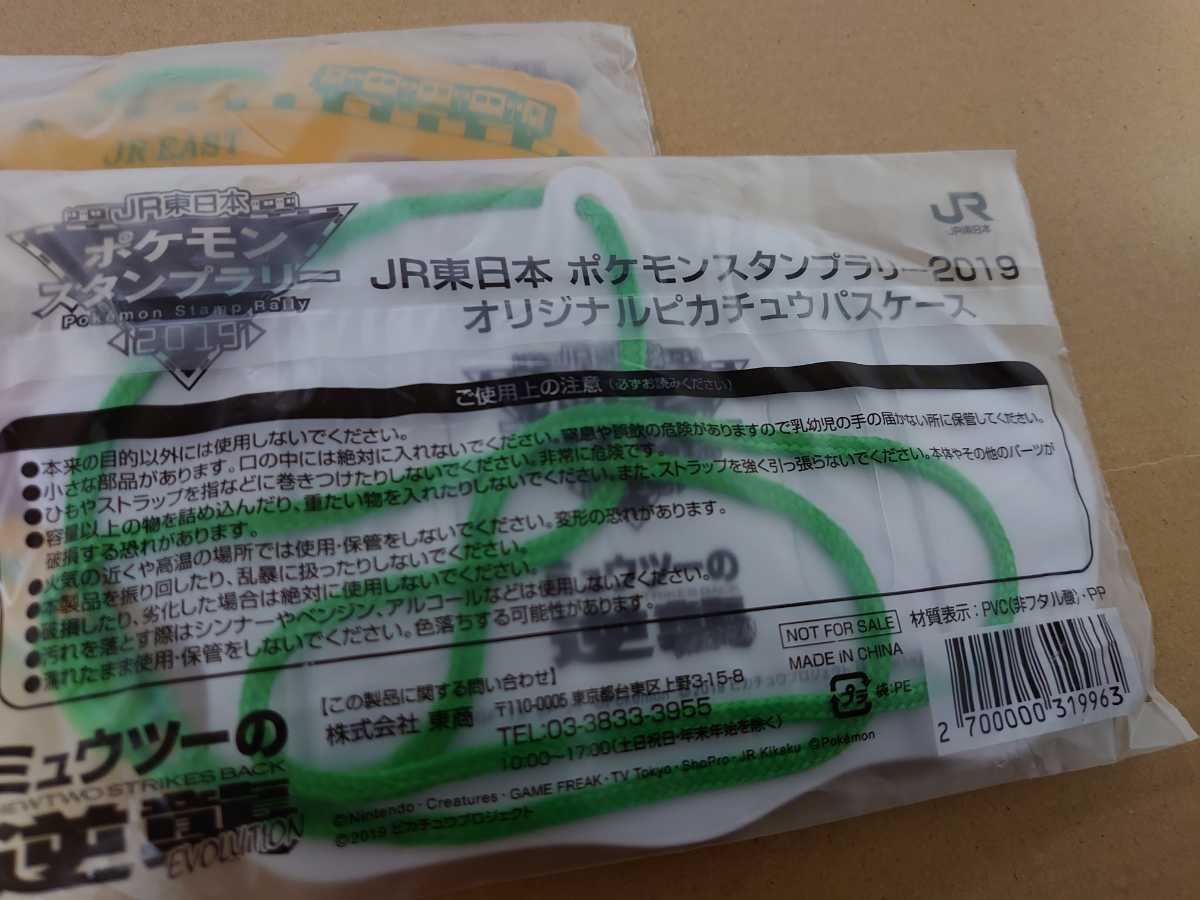 JR EAST
JR東日本
ポケモン
スタンプラリー
Pokémon Stamp Rally
2019
JR
JR東日本
JR東日本 ポケモンスタンプラリー2019
オリジナルピカチュウパスケース
ご使用上の注意 (必ずお読みください)
●本来の目的以外には使用しないでください。
●小さな部品があります。口の中には絶対に入れないでください。窒息や誤飲の危険がありますので乳幼児の手の届かない所に保管してください。
●ひもやストラップを指などに巻きつけたりしないでください。非常に危険です。
●容量以上の物を詰め込んだり、重たい物を入れたりしないでください。また、ストラップを強く引っ張らないでください。本体やその他のパーツが
破損する恐れがあります。
●火気の近くや高温の場所では使用・保管をしないでください。変形の恐れがあります。
●本製品を振り回したり、乱暴に扱ったりしないでください。
●破損したり、劣化した場合は絶対に使用しないでください。
●汚れを落とす際はシンナーやベンジン、アルコールなどは使用しないでください。
●濡れたまま使用・保管をしないでください。色落ちする可能性があります。
NOT FOR SALE
材質表示：PVC(非フタル酸)・PP
MADE IN CHINA
プラ
袋：PE
2 700000 319963
【この製品に関する問い合わせ】
株式会社 東商
〒110-0005 東京都台東区上野3-15-8
TEL:03-3833-3955
10:00〜17:00(土日祝日・年末年始を除く)
©Nintendo・Creatures・GAME FREAK・TV Tokyo・ShoPro・JR Kikaku ©Pokémon
©2019 ピカチュウプロジェクト
ミュウツーの
MEWTWO STRIKES BACK
逆襲
EVOLUTION
ミュウツーの
逆襲